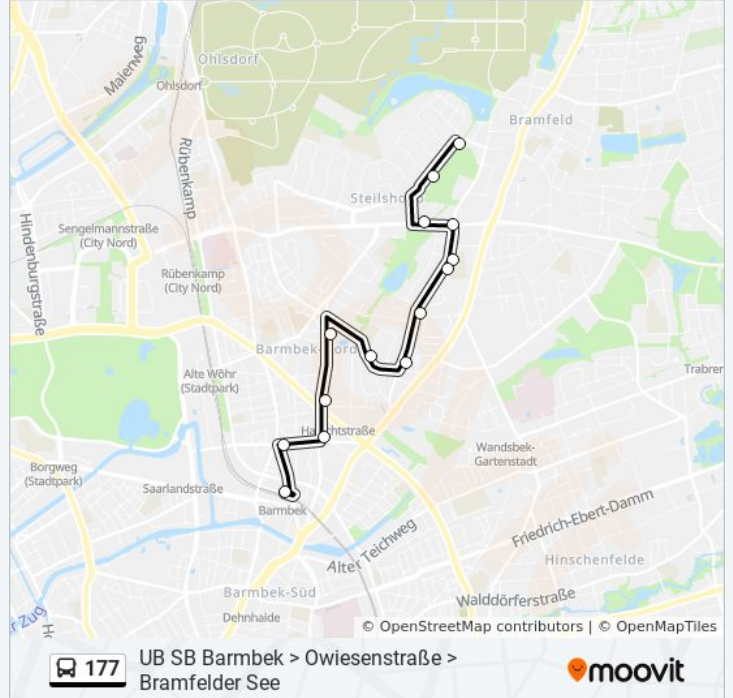 Maienweg
Ohlsdorf
Ohlsdorf
Bramfeld
Rübenkamp
Steilshoop
Hindenburgstraße
Sengelmannstraße
(City Nord)
Rübenkamp
(City Nord)
Barmbek-Nord
Alte Wöhr
(Stadtpark)
Habichtstraße
Wandsbek-
Gartenstadt
Borgweg
(Stadtpark)
Saarlandstraße
Barmbek
Friedrich-Ebert-Damm
Alter Teichweg
Hinschenfelde
Barmbek-Süd
Walddörferstraße
Dehnhaide
© OpenStreetMap contributors | © OpenMapTiles
177
UB SB Barmbek > Owiesenstraße >
Bramfelder See
moovit